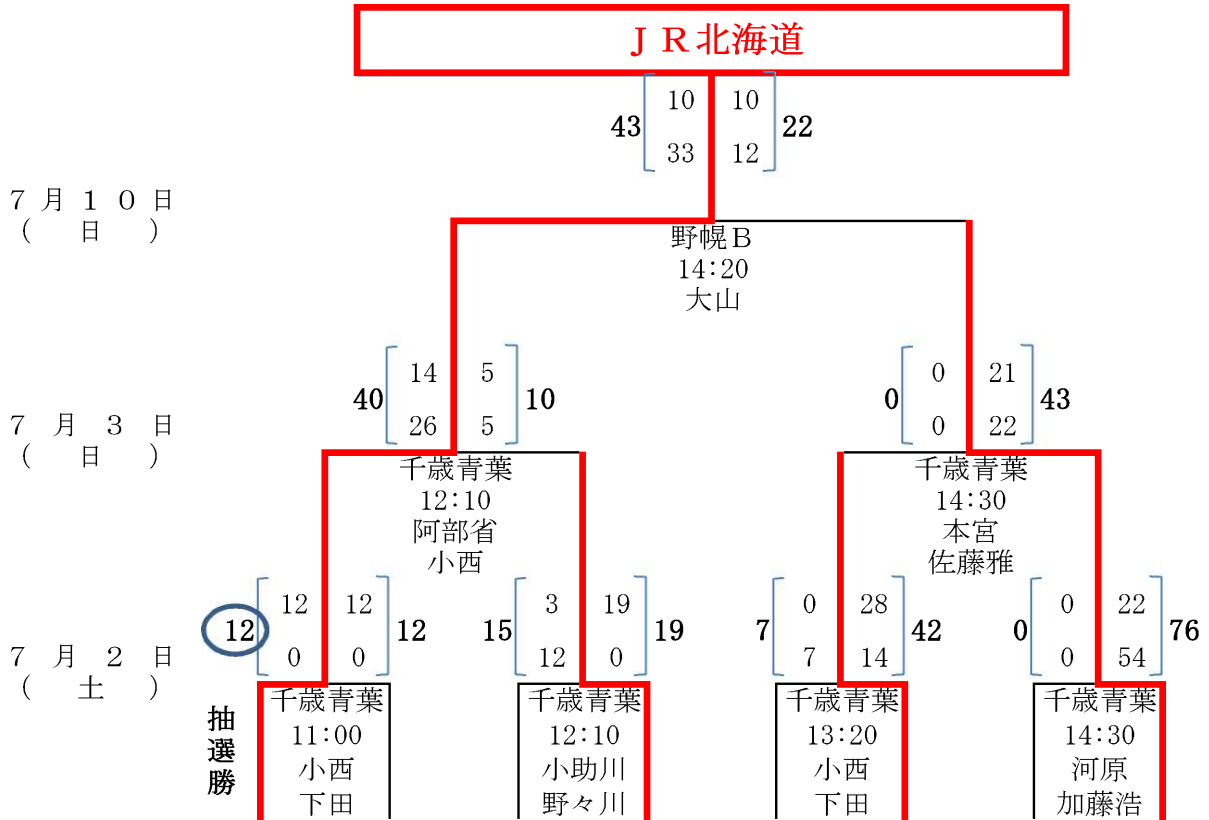 ＪＲ北海道
10 10
43 22
33 12
７月１０日
（日）
野幌Ｂ
14:20
大山
14 5
40 10
26 5
0 21
0 43
0 22
７月３日
（日）
千歳青葉
12:10
阿部省
小西
千歳青葉
14:30
本宮
佐藤雅
12 12
12 12
0 0
3 19
15 19
12 0
0 28
7 42
7 14
0 22
0 76
0 54
７月２日
（土）
抽選勝
千歳青葉
11:00
小西
下田
千歳青葉
12:10
小助川
野々川
千歳青葉
13:20
小西
下田
千歳青葉
14:30
河原
加藤浩